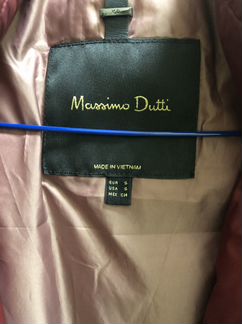 Massimo Dutti
MADE IN VIETNAM
EUR S
USA S
MEX CH